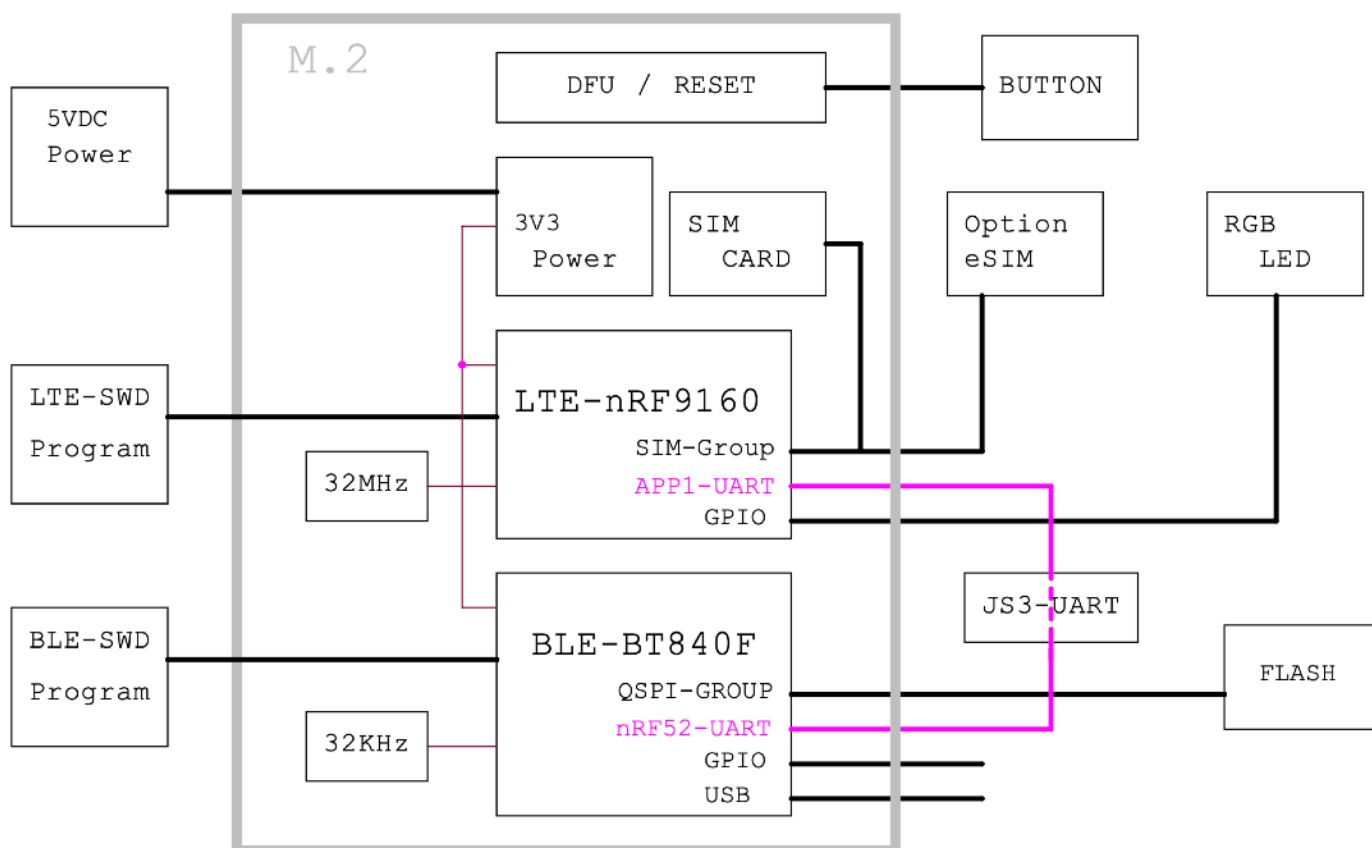 M.2
DFU / RESET
BUTTON
5VDC
Power
3V3
Power
SIM
CARD
Option
eSIM
RGB
LED
LTE-SWD
Program
LTE-nRF9160
SIM-Group
APP1-UART
GPIO
32MHz
BLE-SWD
Program
BLE-BT840F
QSPI-GROUP
nRF52-UART
GPIO
USB
32KHz
JS3-UART
FLASH